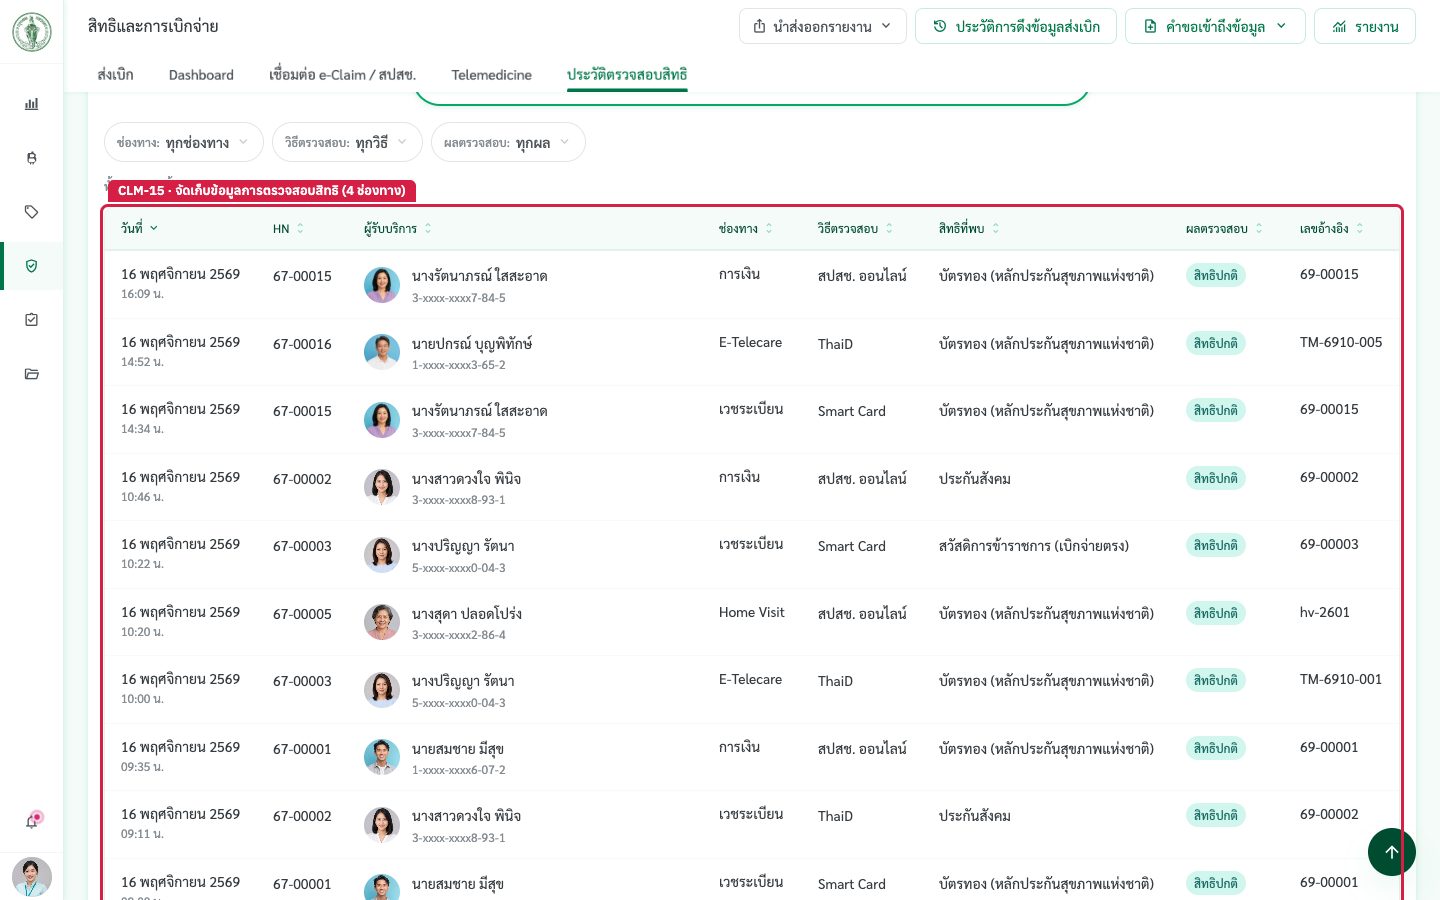 สิทธิและการเบิกจ่าย
นำส่งออกรายงาน
ประวัติการดึงข้อมูลส่งเบิก
คำขอเข้าถึงข้อมูล
รายงาน
ส่งเบิก Dashboard เชื่อมต่อ e-Claim / สปสช. Telemedicine ประวัติตรวจสอบสิทธิ
ช่องทาง: ทุกช่องทาง วิธีตรวจสอบ: ทุกวิธี ผลตรวจสอบ: ทุกผล
CLM-15 · จัดเก็บข้อมูลการตรวจสอบสิทธิ (4 ช่องทาง)
วันที่ HN ผู้รับบริการ ช่องทาง วิธีตรวจสอบ สิทธิที่พบ ผลตรวจสอบ เลขอ้างอิง
16 พฤศจิกายน 2569 67-00015 นางรัตนาภรณ์ ใสสะอาด การเงิน สปสช. ออนไลน์ บัตรทอง (หลักประกันสุขภาพแห่งชาติ) สิทธิปกติ 69-00015
16:09 น. 3-xxxx-xxxx7-84-5
16 พฤศจิกายน 2569 67-00016 นายปกรณ์ บุญพิทักษ์ E-Telecare ThaiD บัตรทอง (หลักประกันสุขภาพแห่งชาติ) สิทธิปกติ TM-6910-005
14:52 น. 1-xxxx-xxxx3-65-2
16 พฤศจิกายน 2569 67-00015 นางรัตนาภรณ์ ใสสะอาด เวชระเบียน Smart Card บัตรทอง (หลักประกันสุขภาพแห่งชาติ) สิทธิปกติ 69-00015
14:34 น. 3-xxxx-xxxx7-84-5
16 พฤศจิกายน 2569 67-00002 นางสาวดวงใจ พินิจ การเงิน สปสช. ออนไลน์ ประกันสังคม สิทธิปกติ 69-00002
10:46 น. 3-xxxx-xxxx8-93-1
16 พฤศจิกายน 2569 67-00003 นางปริญญา รัตนา เวชระเบียน Smart Card สวัสดิการข้าราชการ (เบิกจ่ายตรง) สิทธิปกติ 69-00003
10:22 น. 5-xxxx-xxxx0-04-3
16 พฤศจิกายน 2569 67-00005 นางสุดา ปลอดโปร่ง Home Visit สปสช. ออนไลน์ บัตรทอง (หลักประกันสุขภาพแห่งชาติ) สิทธิปกติ hv-2601
10:20 น. 3-xxxx-xxxx2-86-4
16 พฤศจิกายน 2569 67-00003 นางปริญญา รัตนา E-Telecare ThaiD บัตรทอง (หลักประกันสุขภาพแห่งชาติ) สิทธิปกติ TM-6910-001
10:00 น. 5-xxxx-xxxx0-04-3
16 พฤศจิกายน 2569 67-00001 นายสมชาย มีสุข การเงิน สปสช. ออนไลน์ บัตรทอง (หลักประกันสุขภาพแห่งชาติ) สิทธิปกติ 69-00001
09:35 น. 1-xxxx-xxxx6-07-2
16 พฤศจิกายน 2569 67-00002 นางสาวดวงใจ พินิจ เวชระเบียน ThaiD ประกันสังคม สิทธิปกติ 69-00002
09:11 น. 3-xxxx-xxxx8-93-1
16 พฤศจิกายน 2569 67-00001 นายสมชาย มีสุข เวชระเบียน Smart Card บัตรทอง (หลักประกันสุขภาพแห่งชาติ) สิทธิปกติ 69-00001